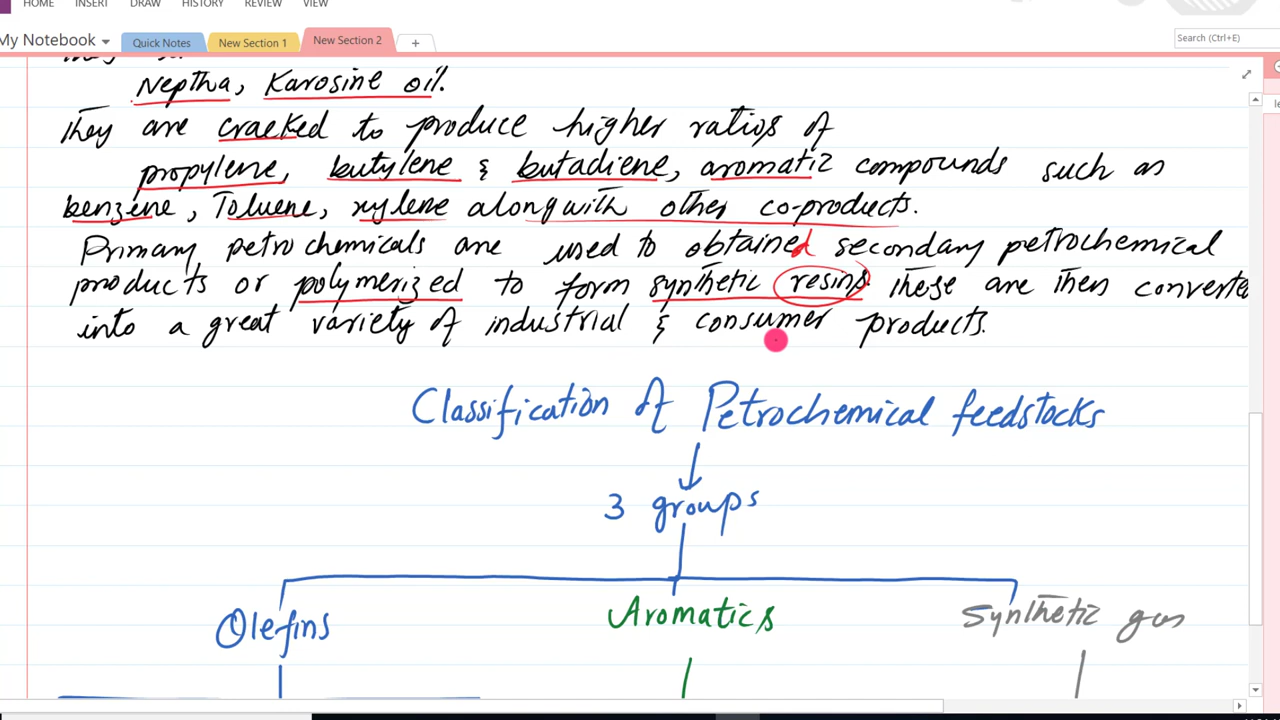 HOME INSERT DRAW HISTORY REVIEW VIEW
My Notebook Quick Notes New Section 1 New Section 2 + Search (Ctrl+E)
Neptha, Karosine oil.
They are cracked to produce higher ratios of
propylene, butylene & butadiene, aromatic compounds such as
benzene, Toluene, xylene along with other co-products.
Primary petrochemicals are used to obtained secondary petrochemical
products or polymerized to form synthetic resins. These are then converted
into a great variety of industrial & consumer products.
Classification of Petrochemical feedstocks
3 groups
Olefins Aromatics Synthetic gas